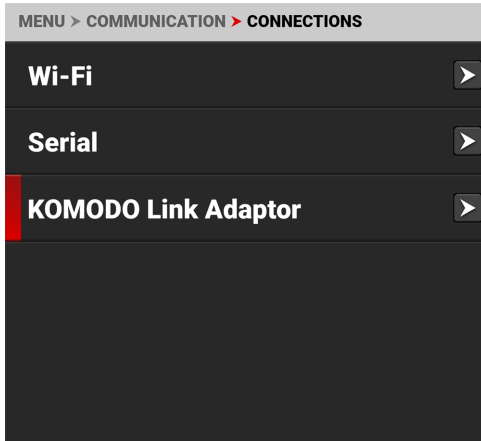 MENU > COMMUNICATION > CONNECTIONS
Wi-Fi
Serial
KOMODO Link Adaptor